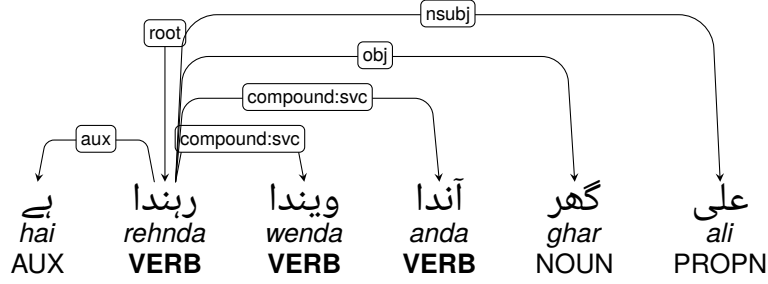 nsubj
root
obj
compound:svc
aux compound:svc
علی گھر آندا ویندا رہندا ہے
hai rehnda wenda anda ghar ali
AUX VERB VERB VERB NOUN PROPN